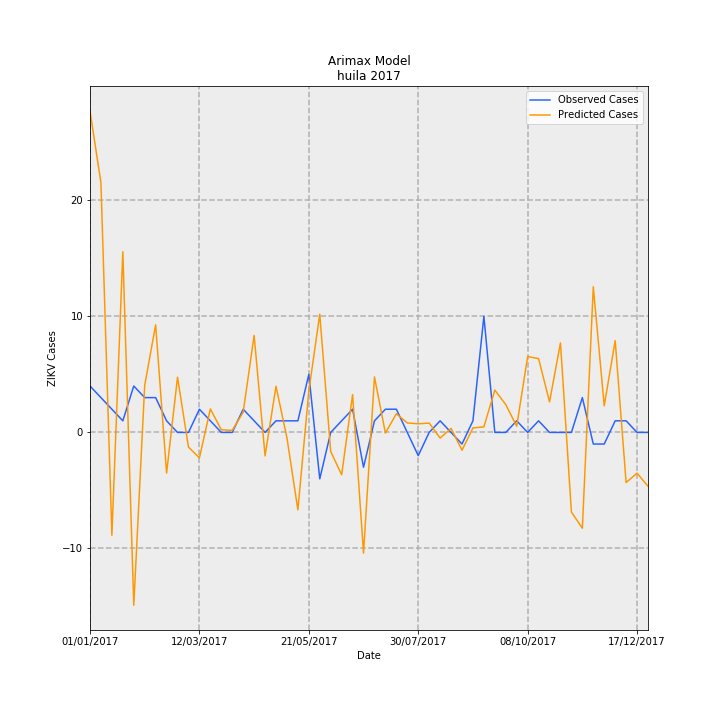 Arimax Model
huila 2017
Observed Cases
Predicted Cases
ZIKV Cases
20
10
0
−10
01/01/2017
12/03/2017
21/05/2017
30/07/2017
08/10/2017
17/12/2017
Date